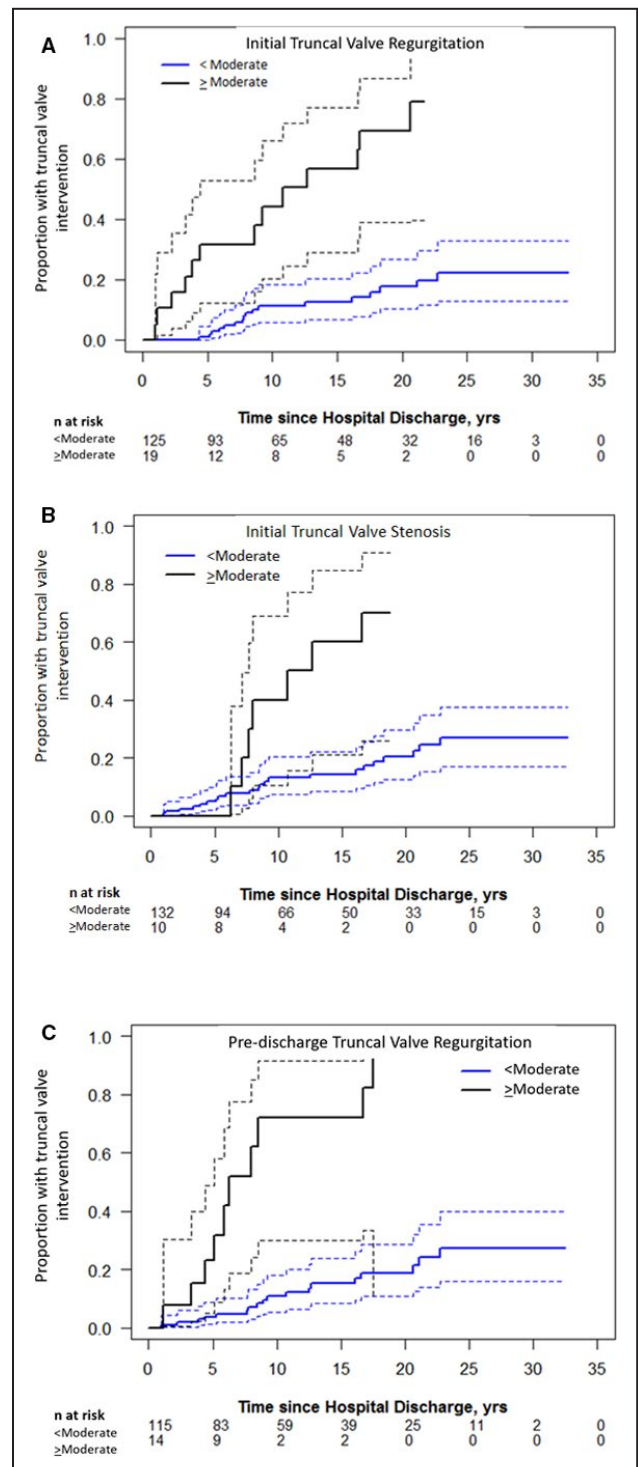 A
Initial Truncal Valve Regurgitation
< Moderate
≥ Moderate
1.0
0.8
0.6
0.4
0.2
0.0
Proportion with truncal valve
intervention
0 5 10 15 20 25 30 35
Time since Hospital Discharge, yrs
n at risk
<Moderate 125 93 65 48 32 16 3 0
≥Moderate 19 12 8 5 2 0 0 0
B
Initial Truncal Valve Stenosis
<Moderate
≥Moderate
1.0
0.8
0.6
0.4
0.2
0.0
Proportion with truncal valve
intervention
0 5 10 15 20 25 30 35
Time since Hospital Discharge, yrs
n at risk
<Moderate 132 94 66 50 33 15 3 0
≥Moderate 10 8 4 2 0 0 0 0
C
Pre-discharge Truncal Valve Regurgitation
<Moderate
≥Moderate
1.0
0.8
0.6
0.4
0.2
0.0
Proportion with truncal valve
intervention
0 5 10 15 20 25 30 35
Time since Hospital Discharge, yrs
n at risk
<Moderate 115 83 59 39 25 11 2 0
≥Moderate 14 9 2 2 0 0 0 0